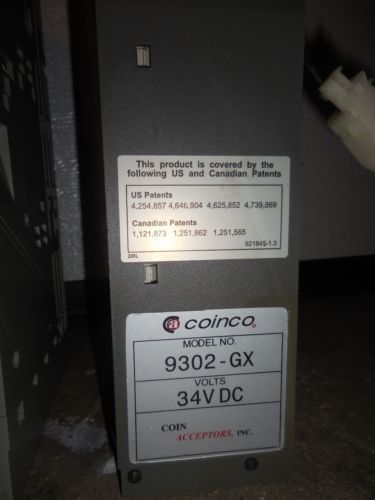 This product is covered by the
following US and Canadian Patents
US Patents
4,254,857 4,646,904 4,625,852 4,739,869
Canadian Patents
1,121,873 1,251,862 1,251,565
921845-1.3
DRL
coinco
MODEL NO.
9302-GX
VOLTS
34V DC
COIN
ACCEPTORS, INC.